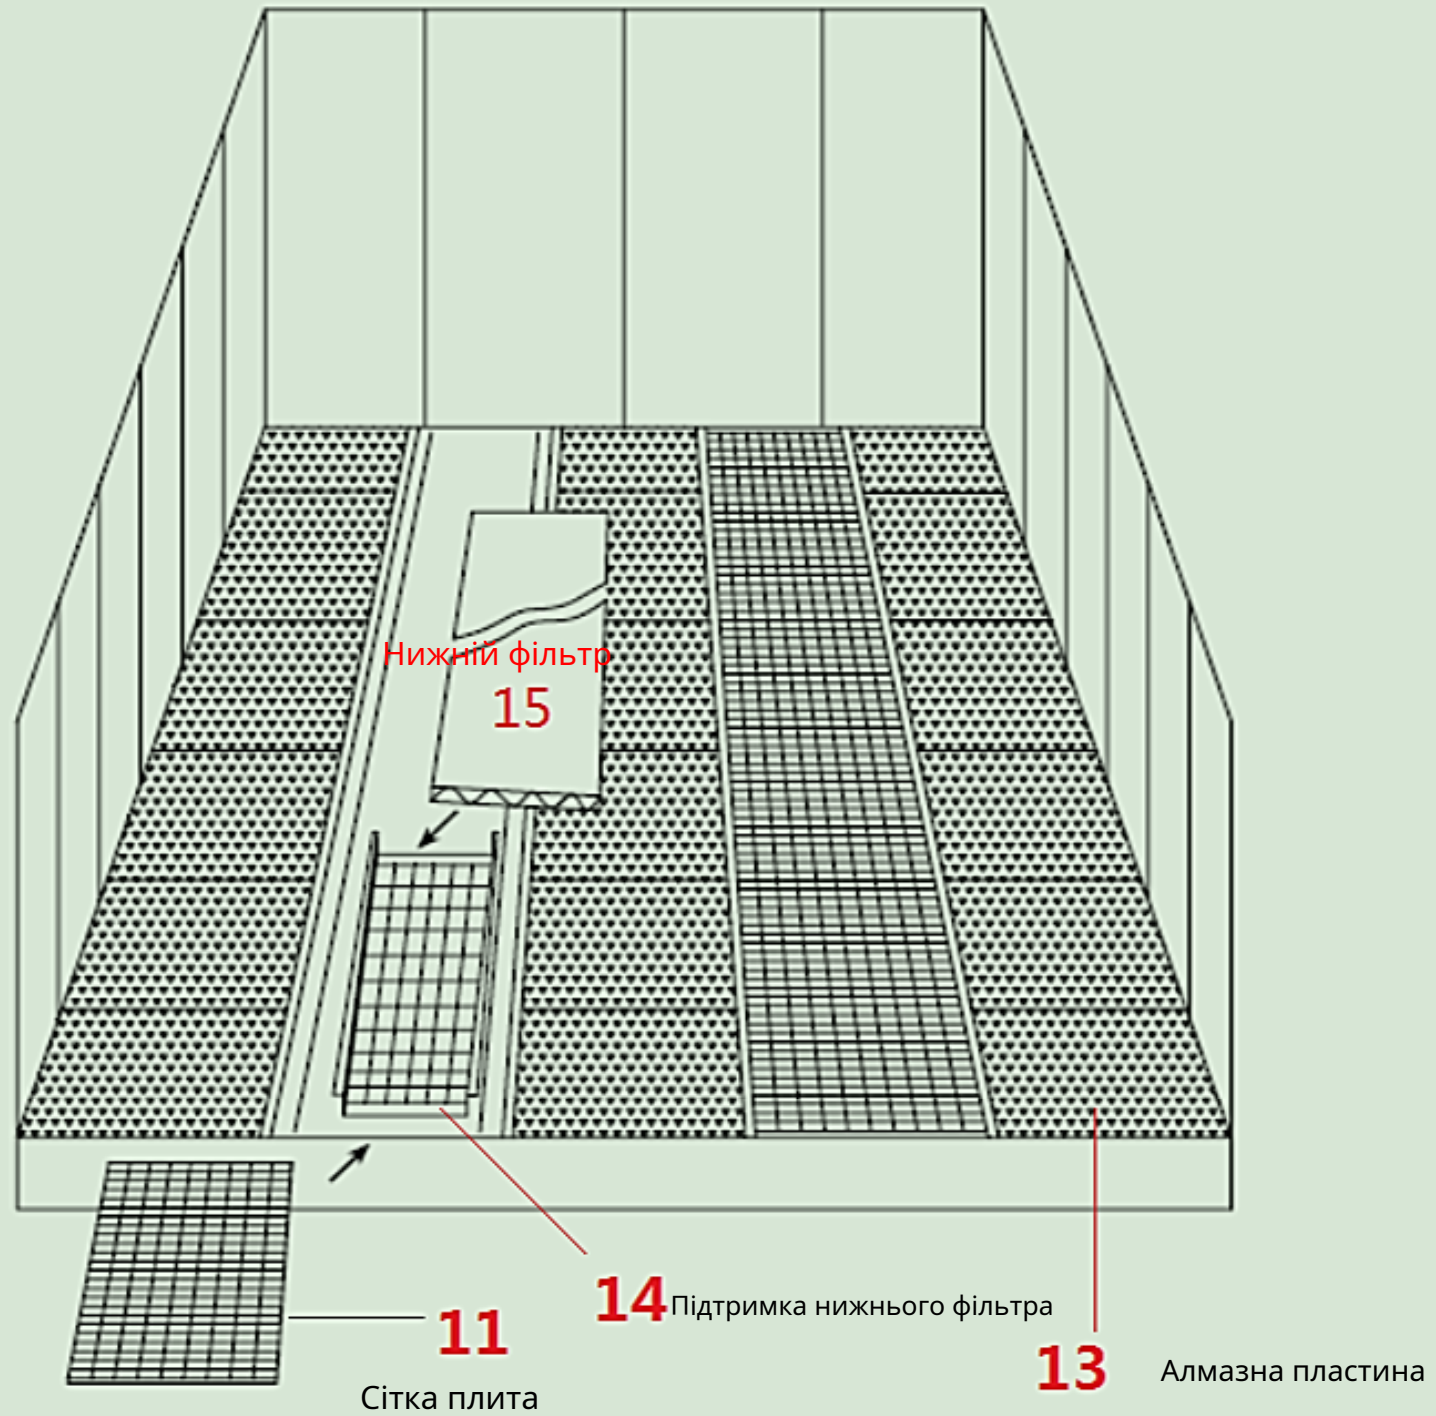 Нижній фільтр
15
14 Підтримка нижнього фільтра
11
Сітка плита
13 Алмазна пластина